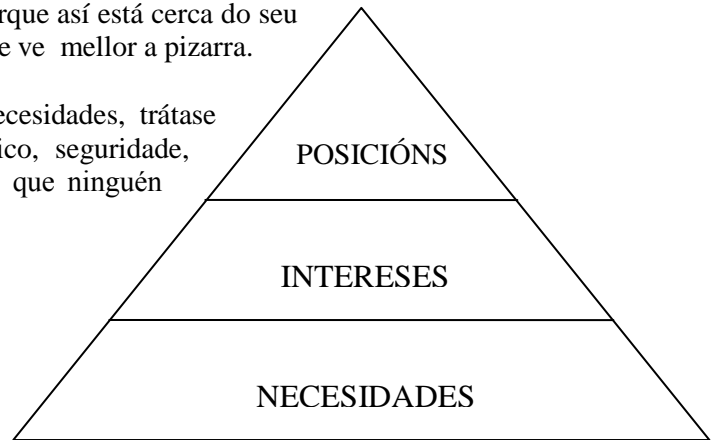 rque así está cerca do seu
e ve mellor a pizarra.
ecesidades, trátase
ico, seguridade,
que ninguén
POSICIÓNS
INTERESES
NECESIDADES